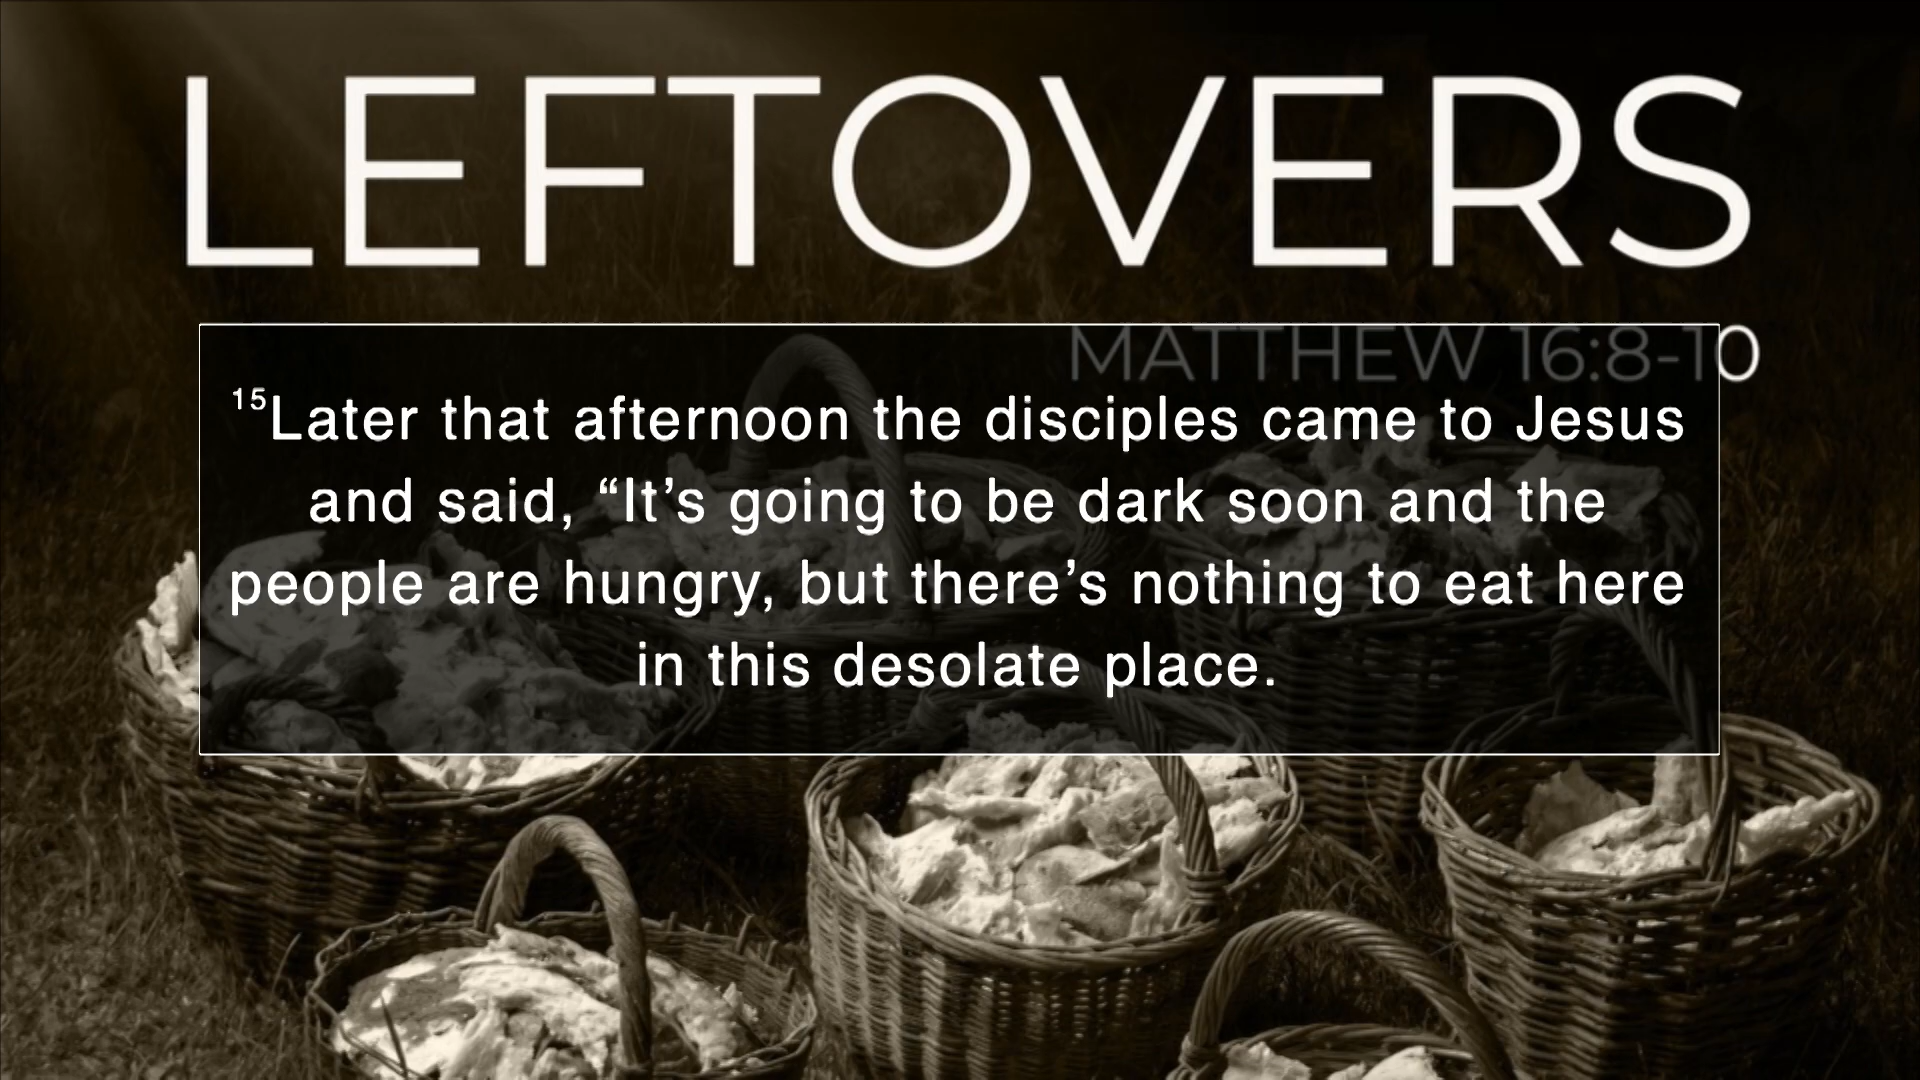 LEFTOVERS
MATTHEW 16:8-10
¹⁵Later that afternoon the disciples came to Jesus
and said, “It’s going to be dark soon and the
people are hungry, but there’s nothing to eat here
in this desolate place.